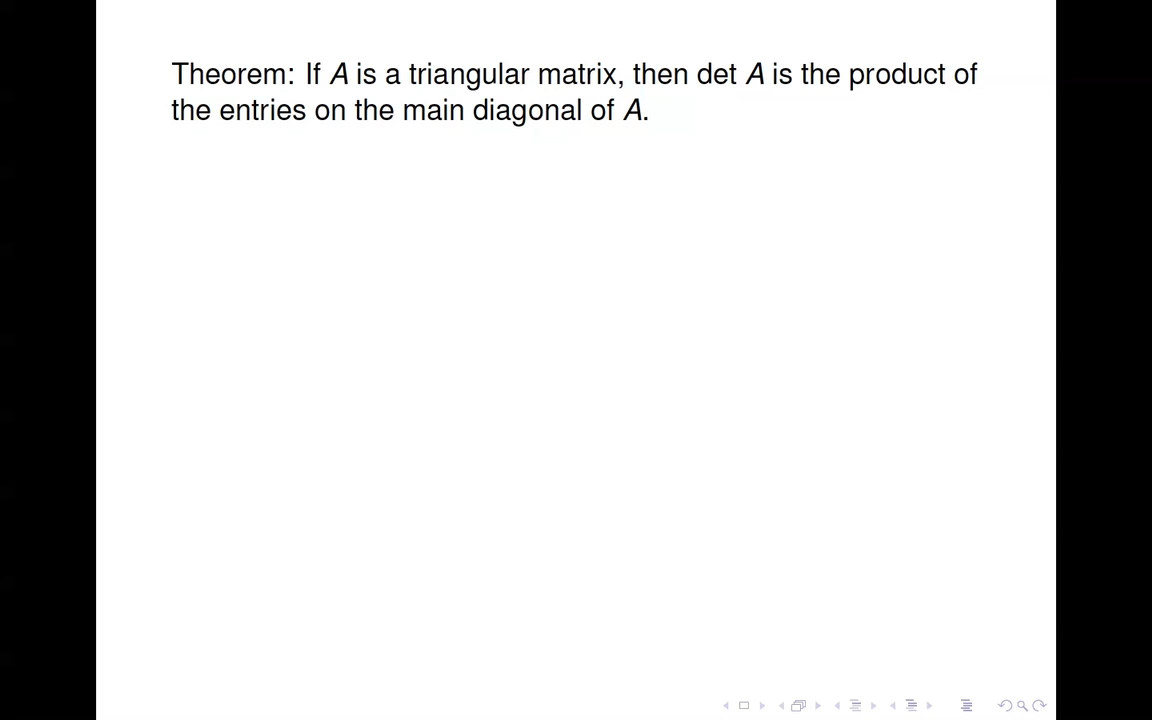 Theorem: If A is a triangular matrix, then det A is the product of
the entries on the main diagonal of A.